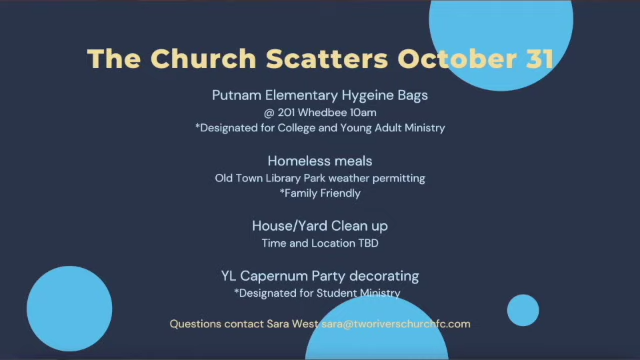 The Church Scatters October 31
Putnam Elementary Hygeine Bags
@ 201 Whedbee 10am
*Designated for College and Young Adult Ministry
Homeless meals
Old Town Library Park weather permitting
*Family Friendly
House/Yard Clean up
Time and Location TBD
YL Capernum Party decorating
*Designated for Student Ministry
Questions contact Sara West sara@tworiverschurchfc.com